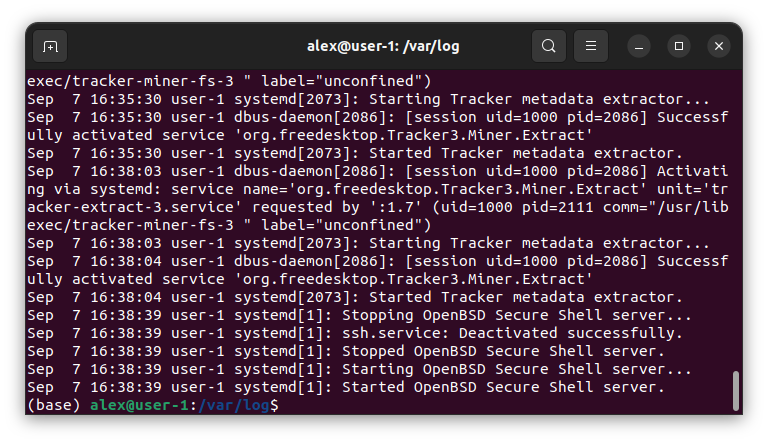 alex@user-1: /var/log
exec/tracker-miner-fs-3 " label="unconfined")
Sep  7 16:35:30 user-1 systemd[2073]: Starting Tracker metadata extractor...
Sep  7 16:35:30 user-1 dbus-daemon[2086]: [session uid=1000 pid=2086] Successf
ully activated service 'org.freedesktop.Tracker3.Miner.Extract'
Sep  7 16:35:30 user-1 systemd[2073]: Started Tracker metadata extractor.
Sep  7 16:38:03 user-1 dbus-daemon[2086]: [session uid=1000 pid=2086] Activati
ng via systemd: service name='org.freedesktop.Tracker3.Miner.Extract' unit='tr
acker-extract-3.service' requested by ':1.7' (uid=1000 pid=2111 comm="/usr/lib
exec/tracker-miner-fs-3 " label="unconfined")
Sep  7 16:38:03 user-1 systemd[2073]: Starting Tracker metadata extractor...
Sep  7 16:38:04 user-1 dbus-daemon[2086]: [session uid=1000 pid=2086] Successf
ully activated service 'org.freedesktop.Tracker3.Miner.Extract'
Sep  7 16:38:04 user-1 systemd[2073]: Started Tracker metadata extractor.
Sep  7 16:38:39 user-1 systemd[1]: Stopping OpenBSD Secure Shell server...
Sep  7 16:38:39 user-1 systemd[1]: ssh.service: Deactivated successfully.
Sep  7 16:38:39 user-1 systemd[1]: Stopped OpenBSD Secure Shell server.
Sep  7 16:38:39 user-1 systemd[1]: Starting OpenBSD Secure Shell server...
Sep  7 16:38:39 user-1 systemd[1]: Started OpenBSD Secure Shell server.
(base) alex@user-1:/var/log$